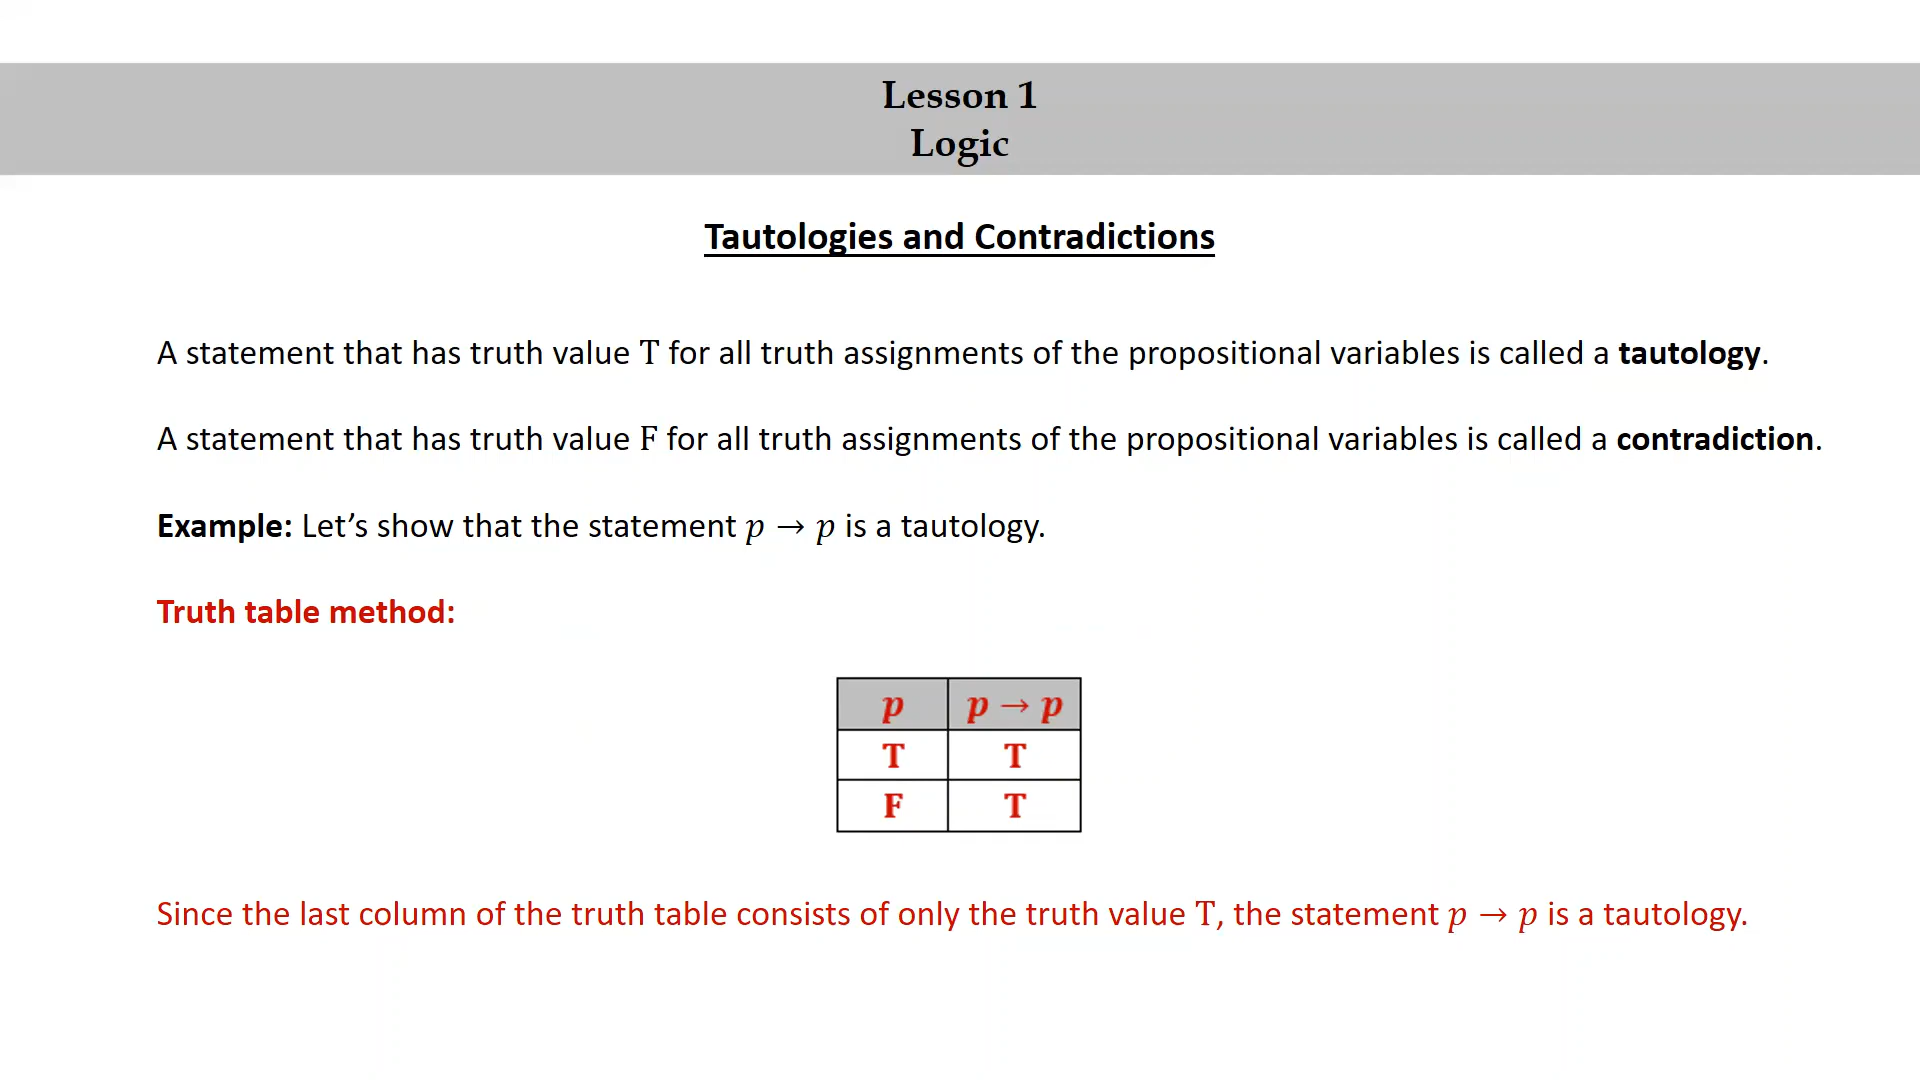 Lesson 1
Logic
Tautologies and Contradictions
A statement that has truth value T for all truth assignments of the propositional variables is called a tautology.
A statement that has truth value F for all truth assignments of the propositional variables is called a contradiction.
Example: Let’s show that the statement p → p is a tautology.
Truth table method:
p p → p
T T
F T
Since the last column of the truth table consists of only the truth value T, the statement p → p is a tautology.